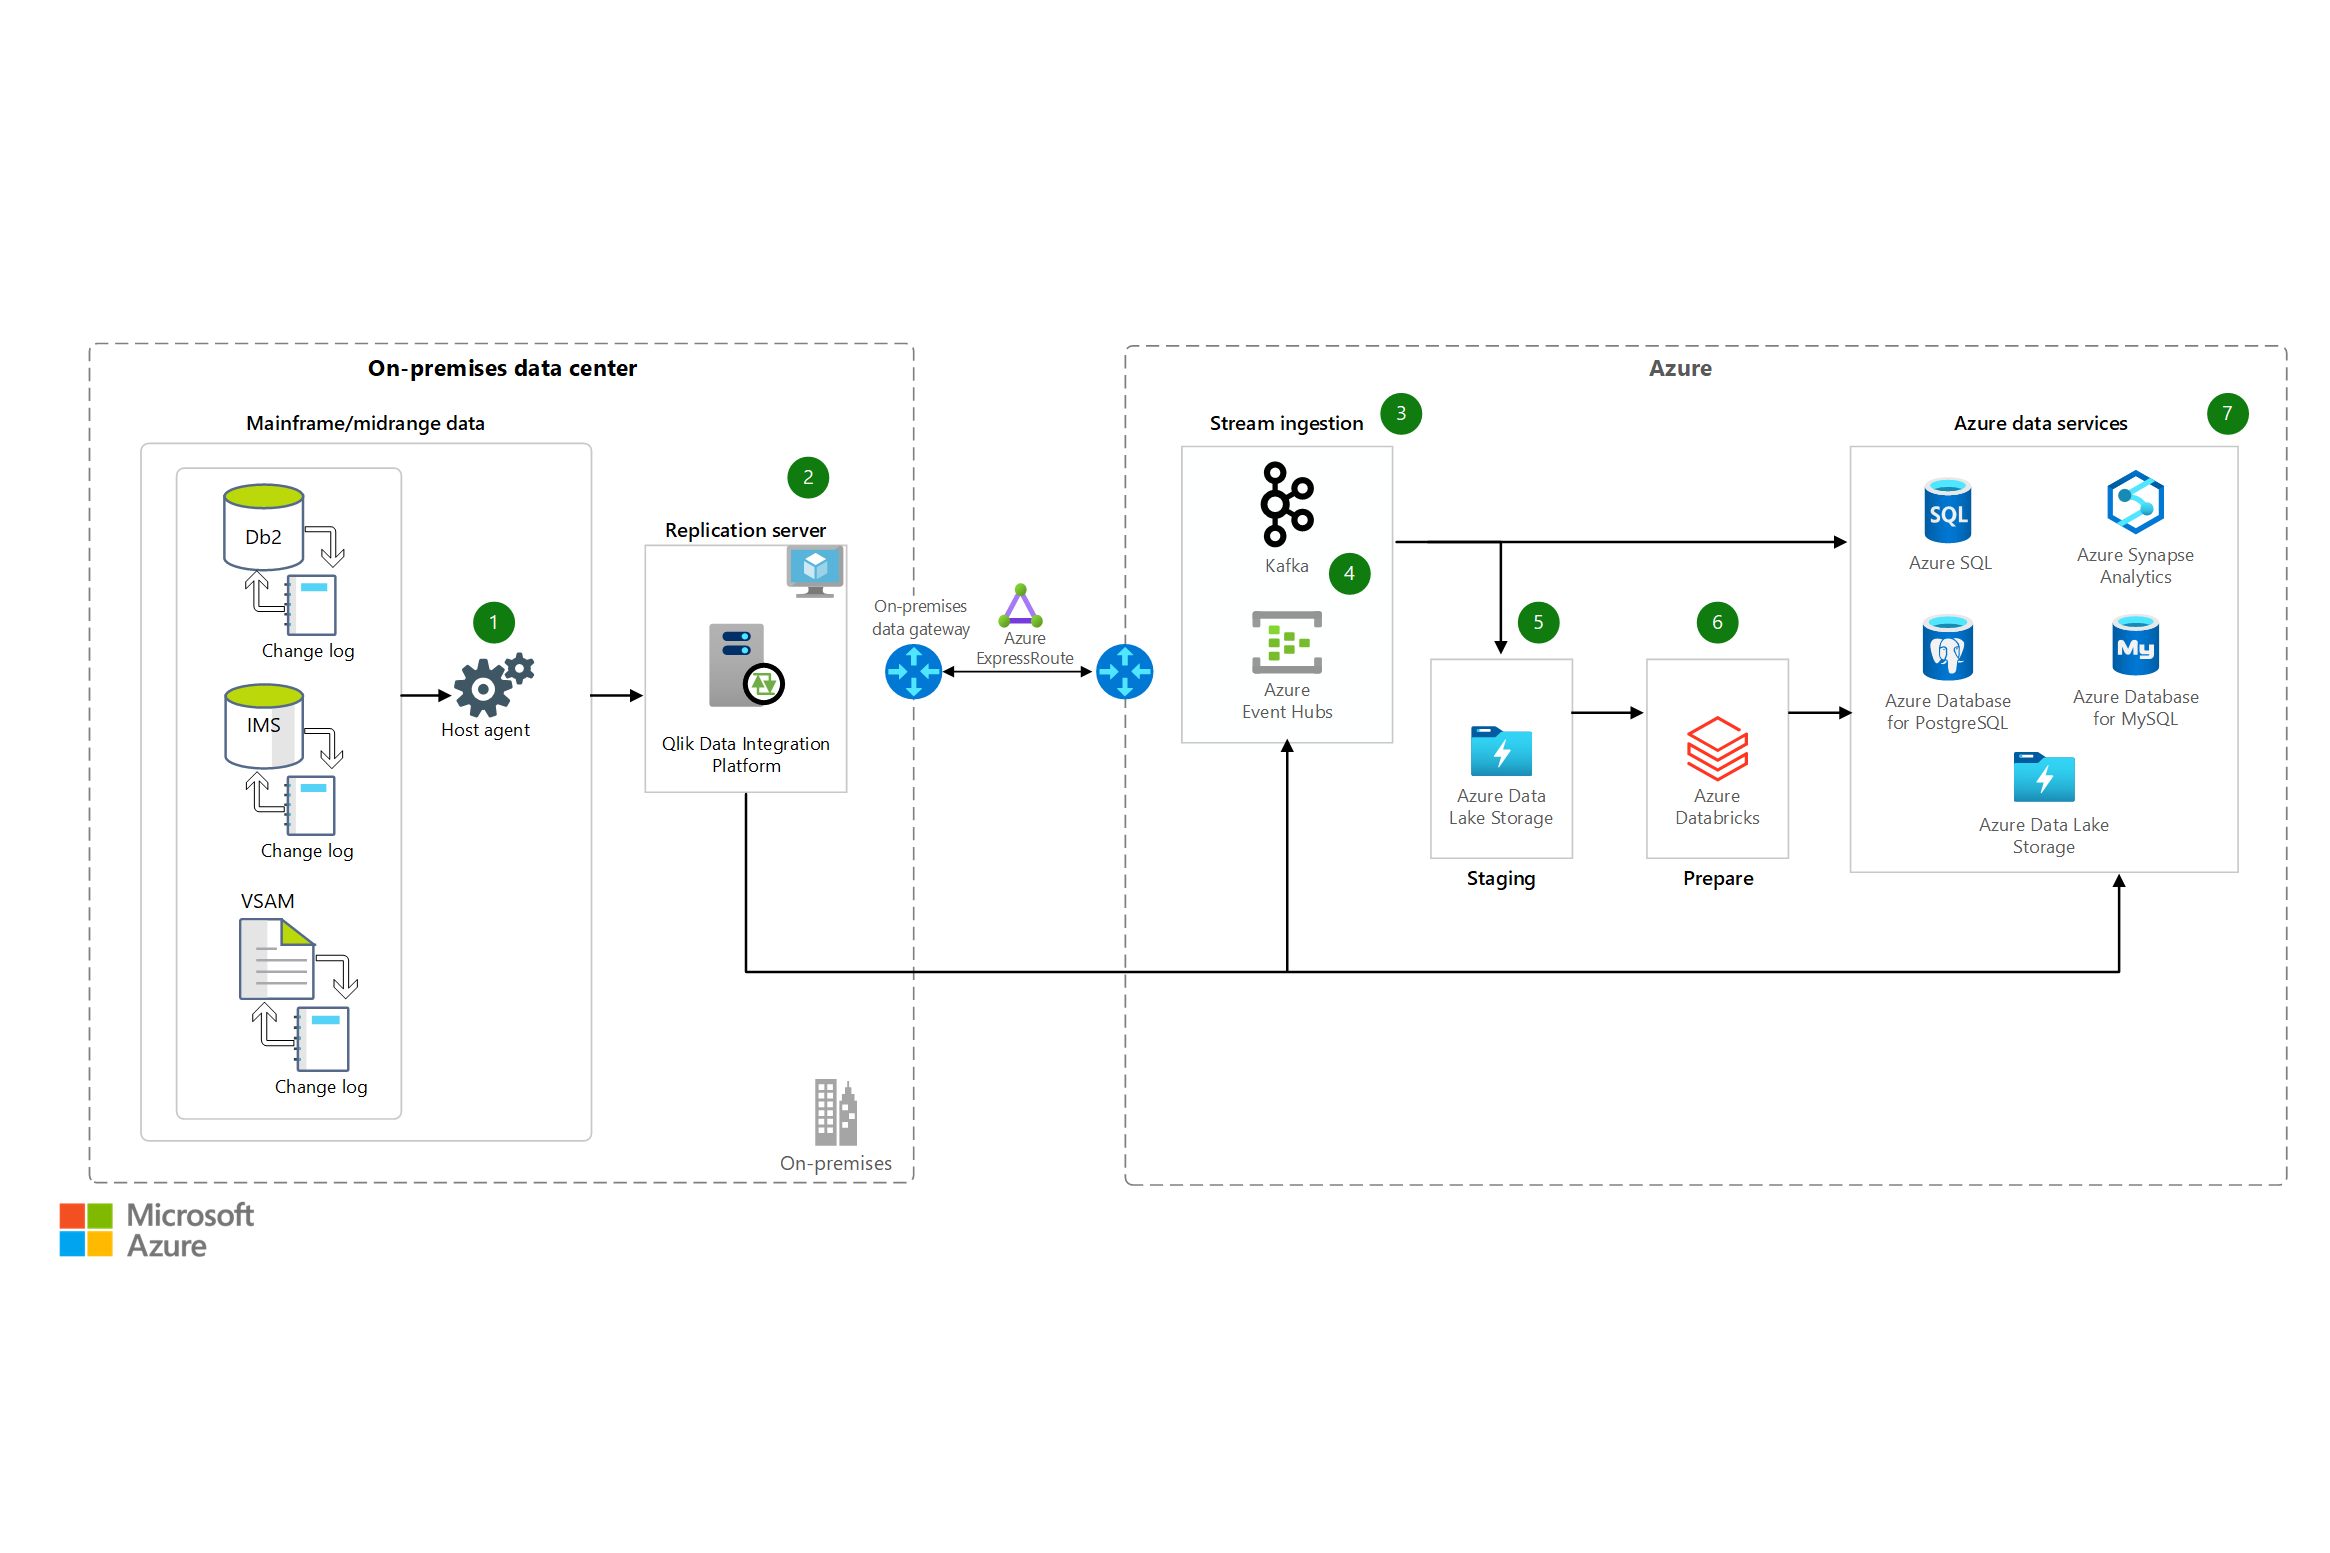 On-premises data center
Mainframe/midrange data
Db2
Change log
IMS
Change log
VSAM
Change log
1
Host agent
2
Replication server
Qlik Data Integration
Platform
On-premises
On-premises
data gateway
Azure
ExpressRoute
Azure
Stream ingestion
3
Kafka
4
Azure
Event Hubs
5
Azure Data
Lake Storage
Staging
6
Azure
Databricks
Prepare
Azure data services
7
SQL
Azure SQL
Azure Synapse
Analytics
Azure Database
for PostgreSQL
My
Azure Database
for MySQL
Azure Data Lake
Storage
Microsoft
Azure